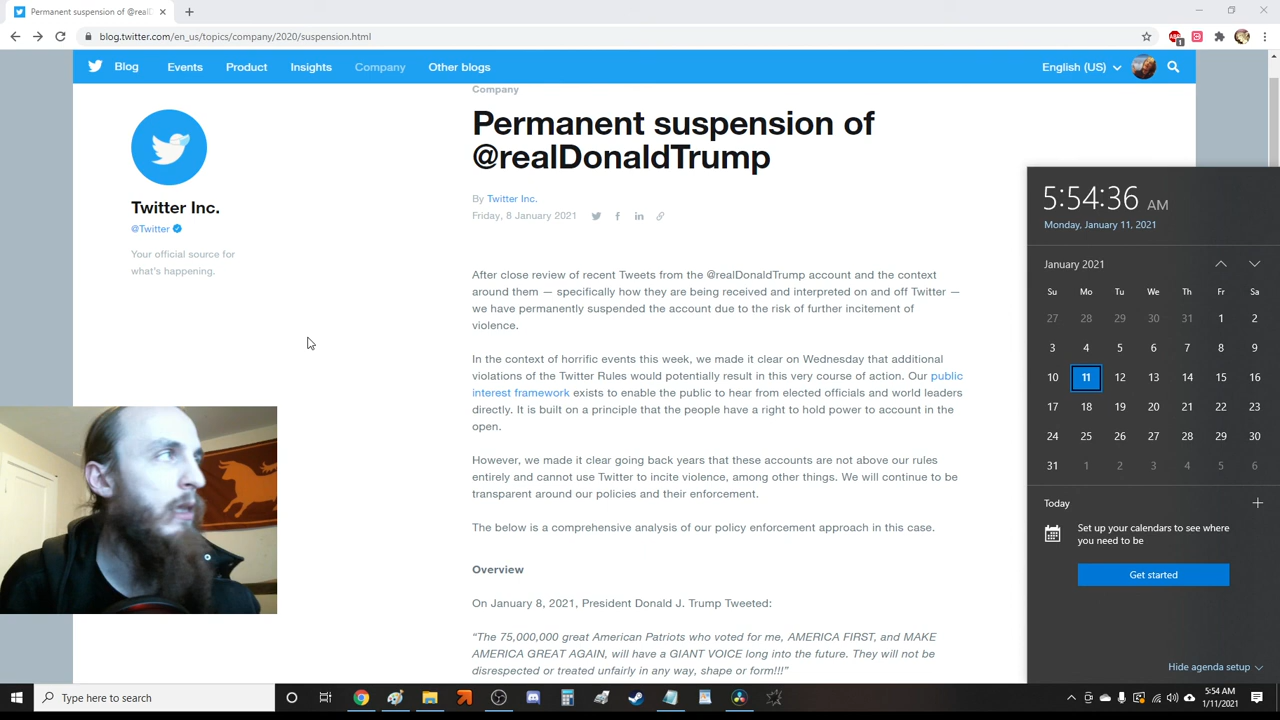 Permanent suspension of @realD
blog.twitter.com/en_us/topics/company/2020/suspension.html
1
Blog Events Product Insights Company Other blogs English (US)
Company
Permanent suspension of
@realDonaldTrump
By Twitter Inc.
Friday, 8 January 2021
Twitter Inc.
@Twitter
Your official source for
what's happening.
After close review of recent Tweets from the @realDonaldTrump account and the context
around them — specifically how they are being received and interpreted on and off Twitter —
we have permanently suspended the account due to the risk of further incitement of
violence.
In the context of horrific events this week, we made it clear on Wednesday that additional
violations of the Twitter Rules would potentially result in this very course of action. Our public
interest framework exists to enable the public to hear from elected officials and world leaders
directly. It is built on a principle that the people have a right to hold power to account in the
open.
However, we made it clear going back years that these accounts are not above our rules
entirely and cannot use Twitter to incite violence, among other things. We will continue to be
transparent around our policies and their enforcement.
The below is a comprehensive analysis of our policy enforcement approach in this case.
Overview
On January 8, 2021, President Donald J. Trump Tweeted:
“The 75,000,000 great American Patriots who voted for me, AMERICA FIRST, and MAKE
AMERICA GREAT AGAIN, will have a GIANT VOICE long into the future. They will not be
disrespected or treated unfairly in any way, shape or form!!!”
5:54:36 AM
Monday, January 11, 2021
January 2021
Su Mo Tu We Th Fr Sa
27 28 29 30 31 1 2
3 4 5 6 7 8 9
10 11 12 13 14 15 16
17 18 19 20 21 22 23
24 25 26 27 28 29 30
31 1 2 3 4 5 6
Today
Set up your calendars to see where
you need to be
Get started
Hide agenda setup
Type here to search
5:54 AM
1/11/2021